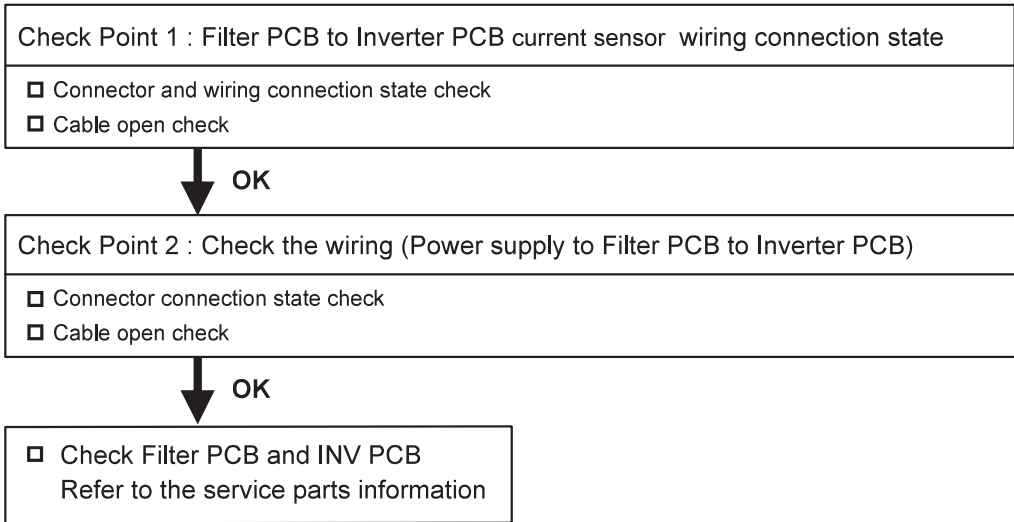 Check Point 1 : Filter PCB to Inverter PCB current sensor wiring connection state
Connector and wiring connection state check
Cable open check
OK
Check Point 2 : Check the wiring (Power supply to Filter PCB to Inverter PCB)
Connector connection state check
Cable open check
OK
Check Filter PCB and INV PCB
Refer to the service parts information